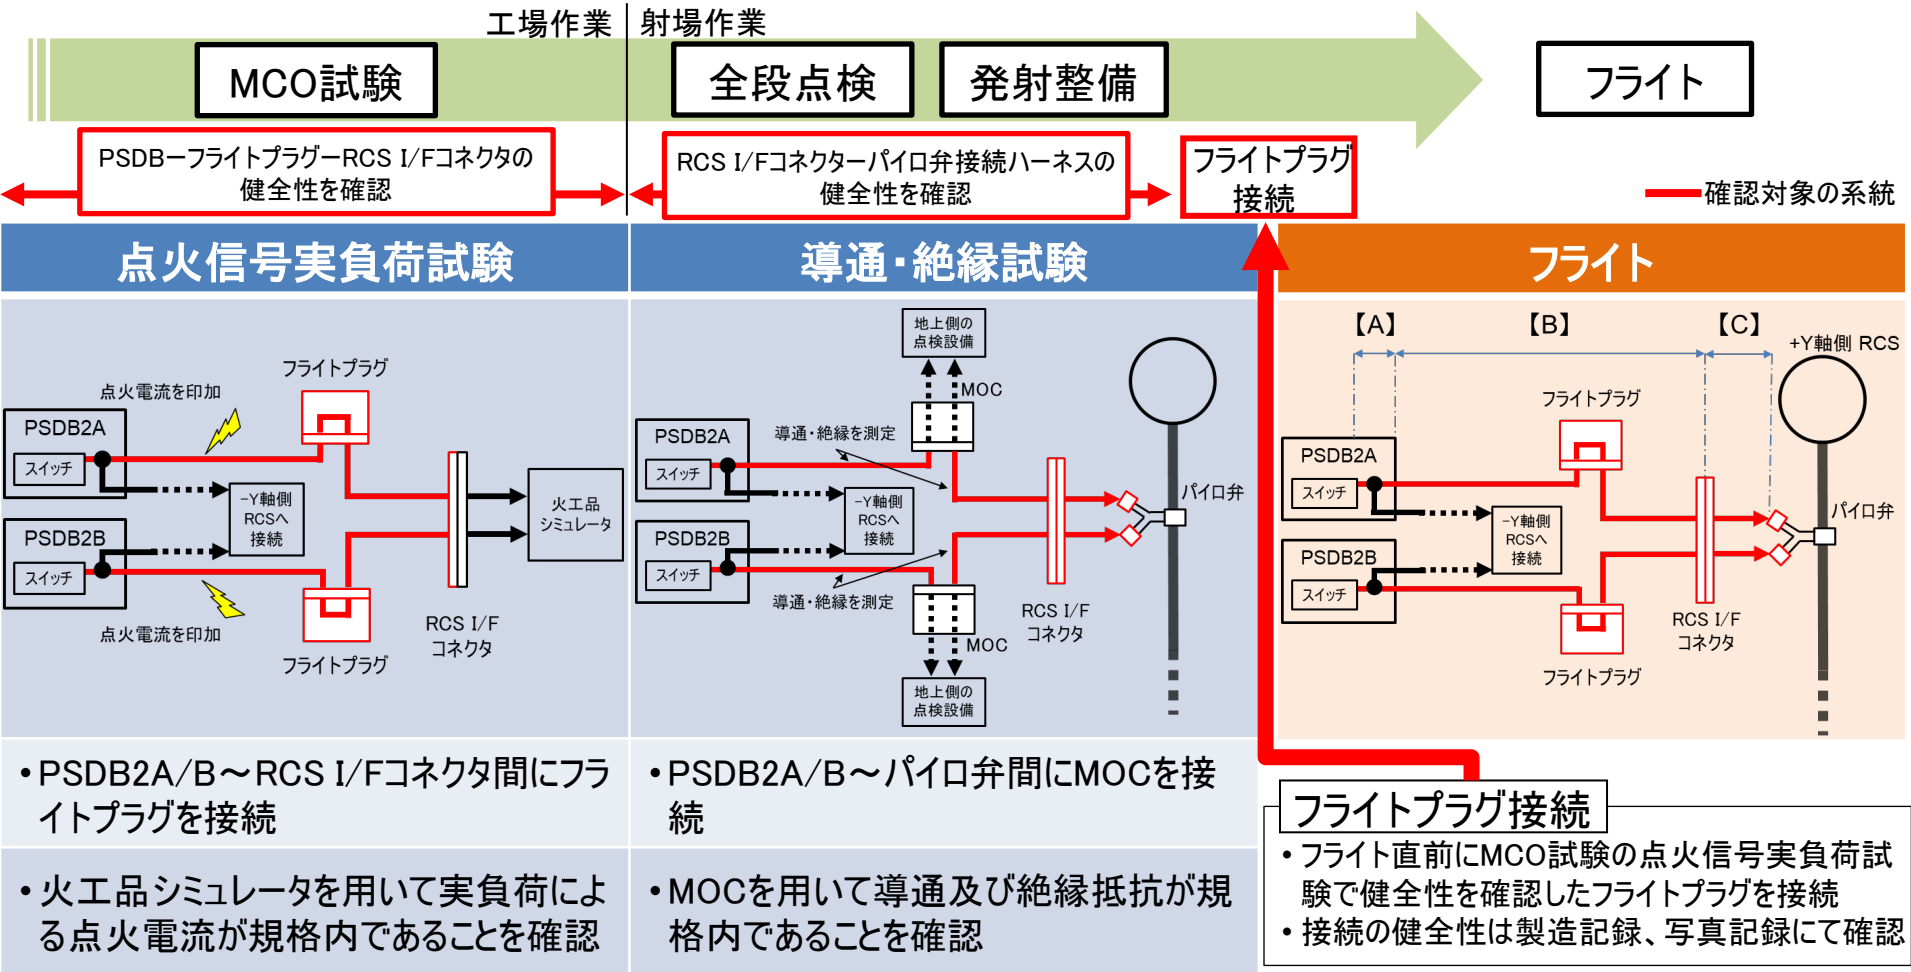 工場作業
射場作業
MCO試験
全段点検
発射整備
フライト
PSDBーフライトプラグーRCS I/Fコネクタの
健全性を確認
RCS I/Fコネクターパイロ弁接続ハーネスの
健全性を確認
フライトプラグ
接続
確認対象の系統
点火信号実負荷試験
導通・絶縁試験
フライト
フライトプラグ
点火電流を印加
PSDB2A
スイッチ
-Y軸側
RCSへ
接続
PSDB2B
スイッチ
点火電流を印加
フライトプラグ
RCS I/F
コネクタ
火工品
シミュレータ
地上側の
点検設備
MOC
導通・絶縁を測定
PSDB2A
スイッチ
-Y軸側
RCSへ
接続
PSDB2B
スイッチ
導通・絶縁を測定
MOC
地上側の
点検設備
RCS I/F
コネクタ
パイロ弁
【A】
【B】
【C】
+Y軸側 RCS
フライトプラグ
PSDB2A
スイッチ
-Y軸側
RCSへ
接続
PSDB2B
スイッチ
フライトプラグ
RCS I/F
コネクタ
パイロ弁
・PSDB2A/B～RCS I/Fコネクタ間にフラ
イトプラグを接続
・火工品シミュレータを用いて実負荷によ
る点火電流が規格内であることを確認
・PSDB2A/B～パイロ弁間にMOCを接
続
・MOCを用いて導通及び絶縁抵抗が規
格内であることを確認
フライトプラグ接続
・フライト直前にMCO試験の点火信号実負荷試
験で健全性を確認したフライトプラグを接続
・接続の健全性は製造記録、写真記録にて確認